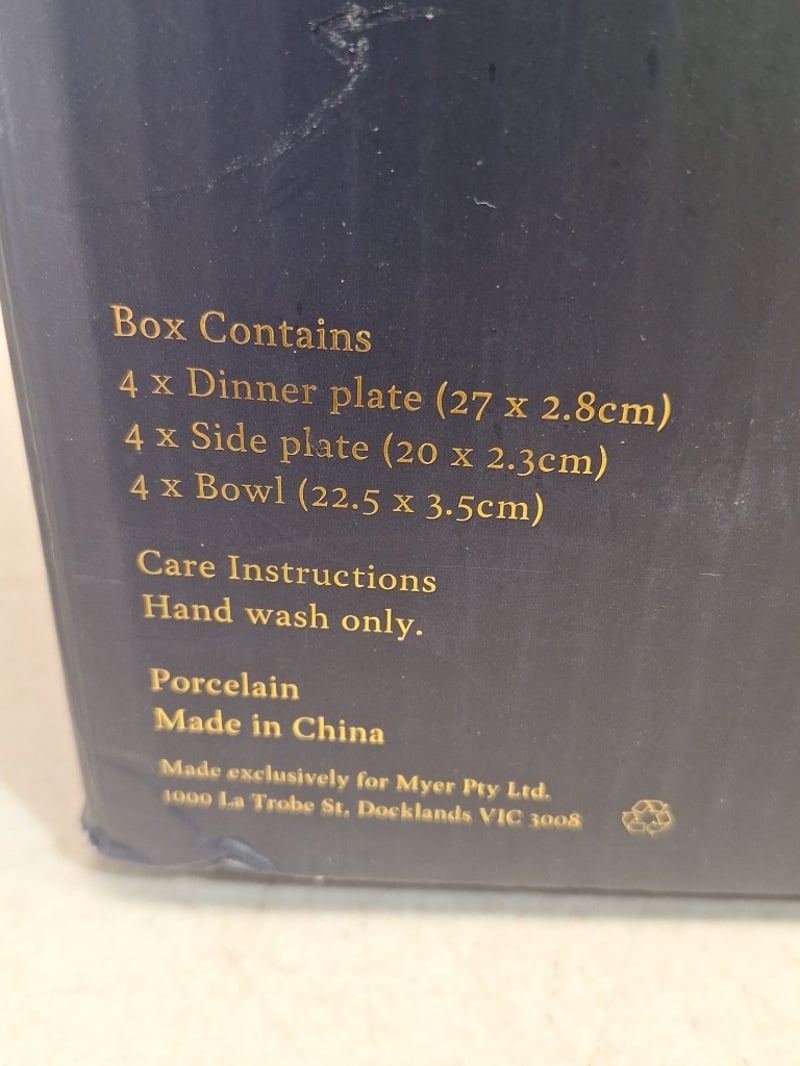 Box Contains
4 x Dinner plate (27 x 2.8cm)
4 x Side plate (20 x 2.3cm)
4 x Bowl (22.5 x 3.5cm)
Care Instructions
Hand wash only.
Porcelain
Made in China
Made exclusively for Myer Pty Ltd.
1000 La Trobe St, Docklands VIC 3008